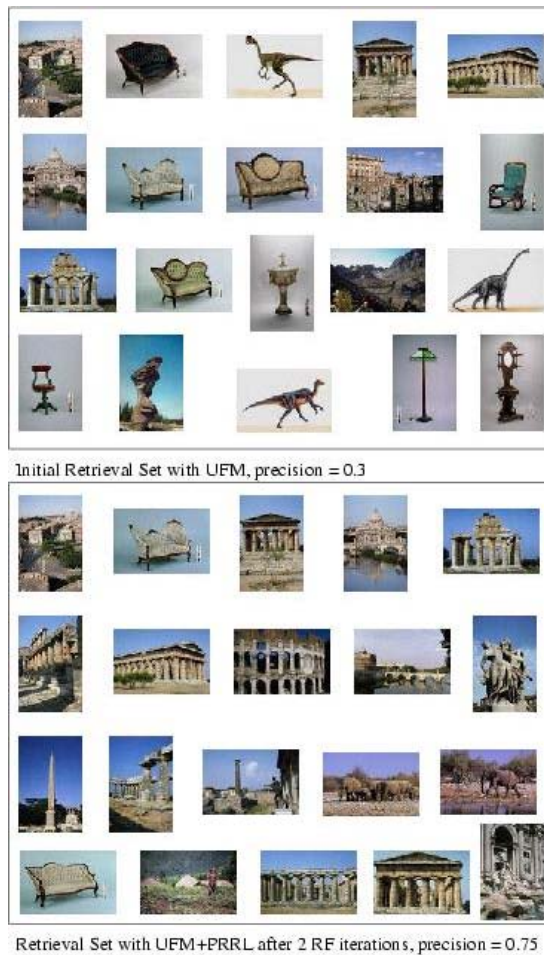 Initial Retrieval Set with UFM, precision = 0.3
Retrieval Set with UFM+PRRL after 2 RF iterations, precision = 0.75